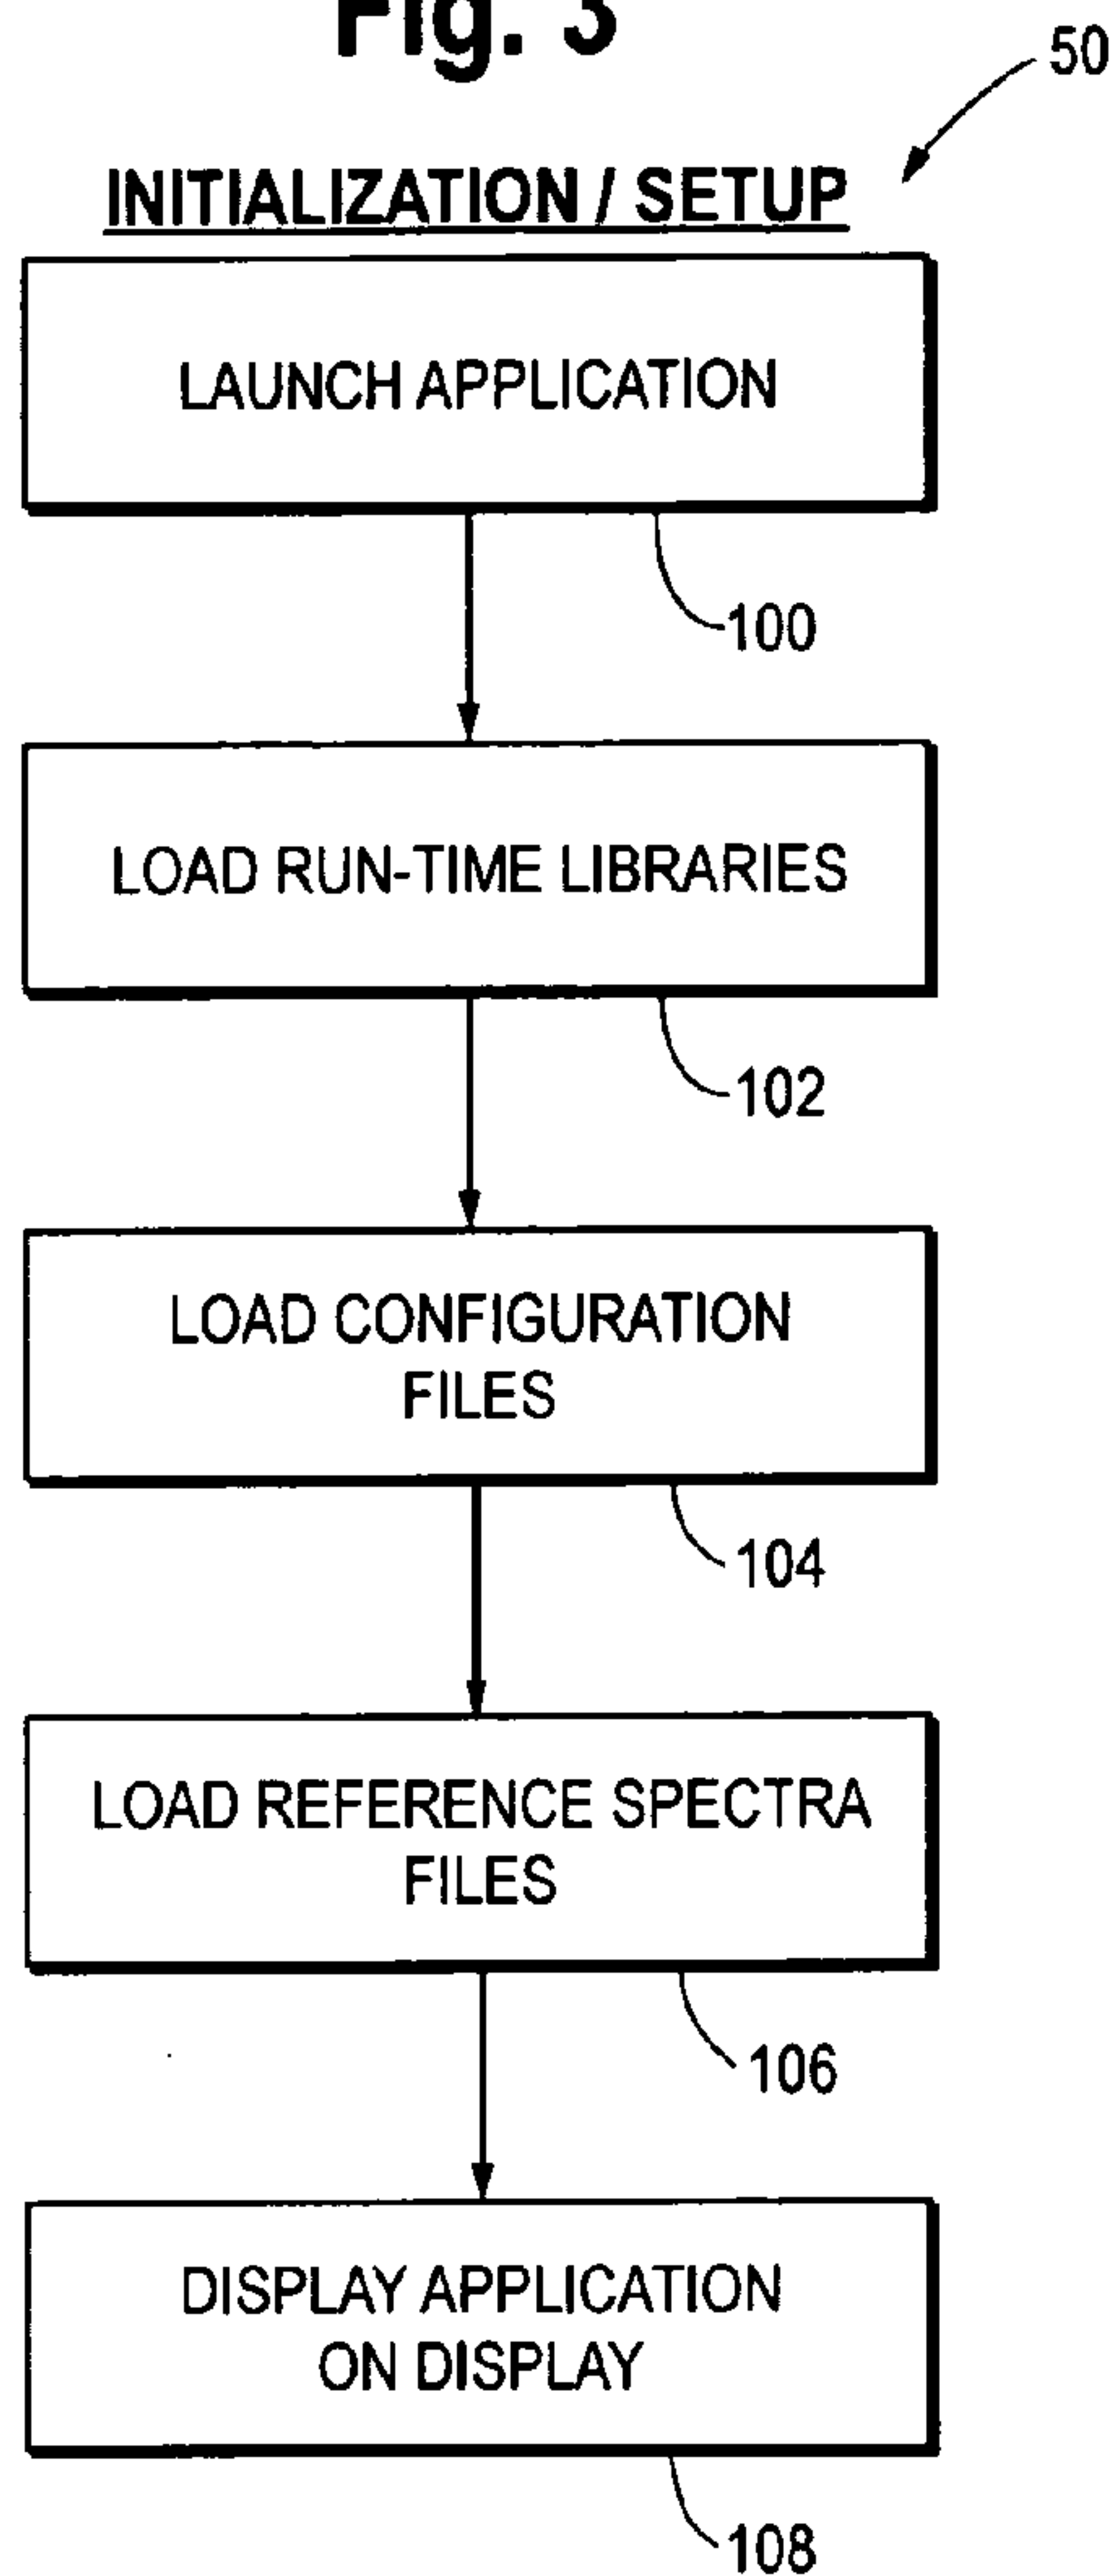 Fig. 3
50
INITIALIZATION / SETUP
LAUNCH APPLICATION
100
LOAD RUN-TIME LIBRARIES
102
LOAD CONFIGURATION
FILES
104
LOAD REFERENCE SPECTRA
FILES
106
DISPLAY APPLICATION
ON DISPLAY
108